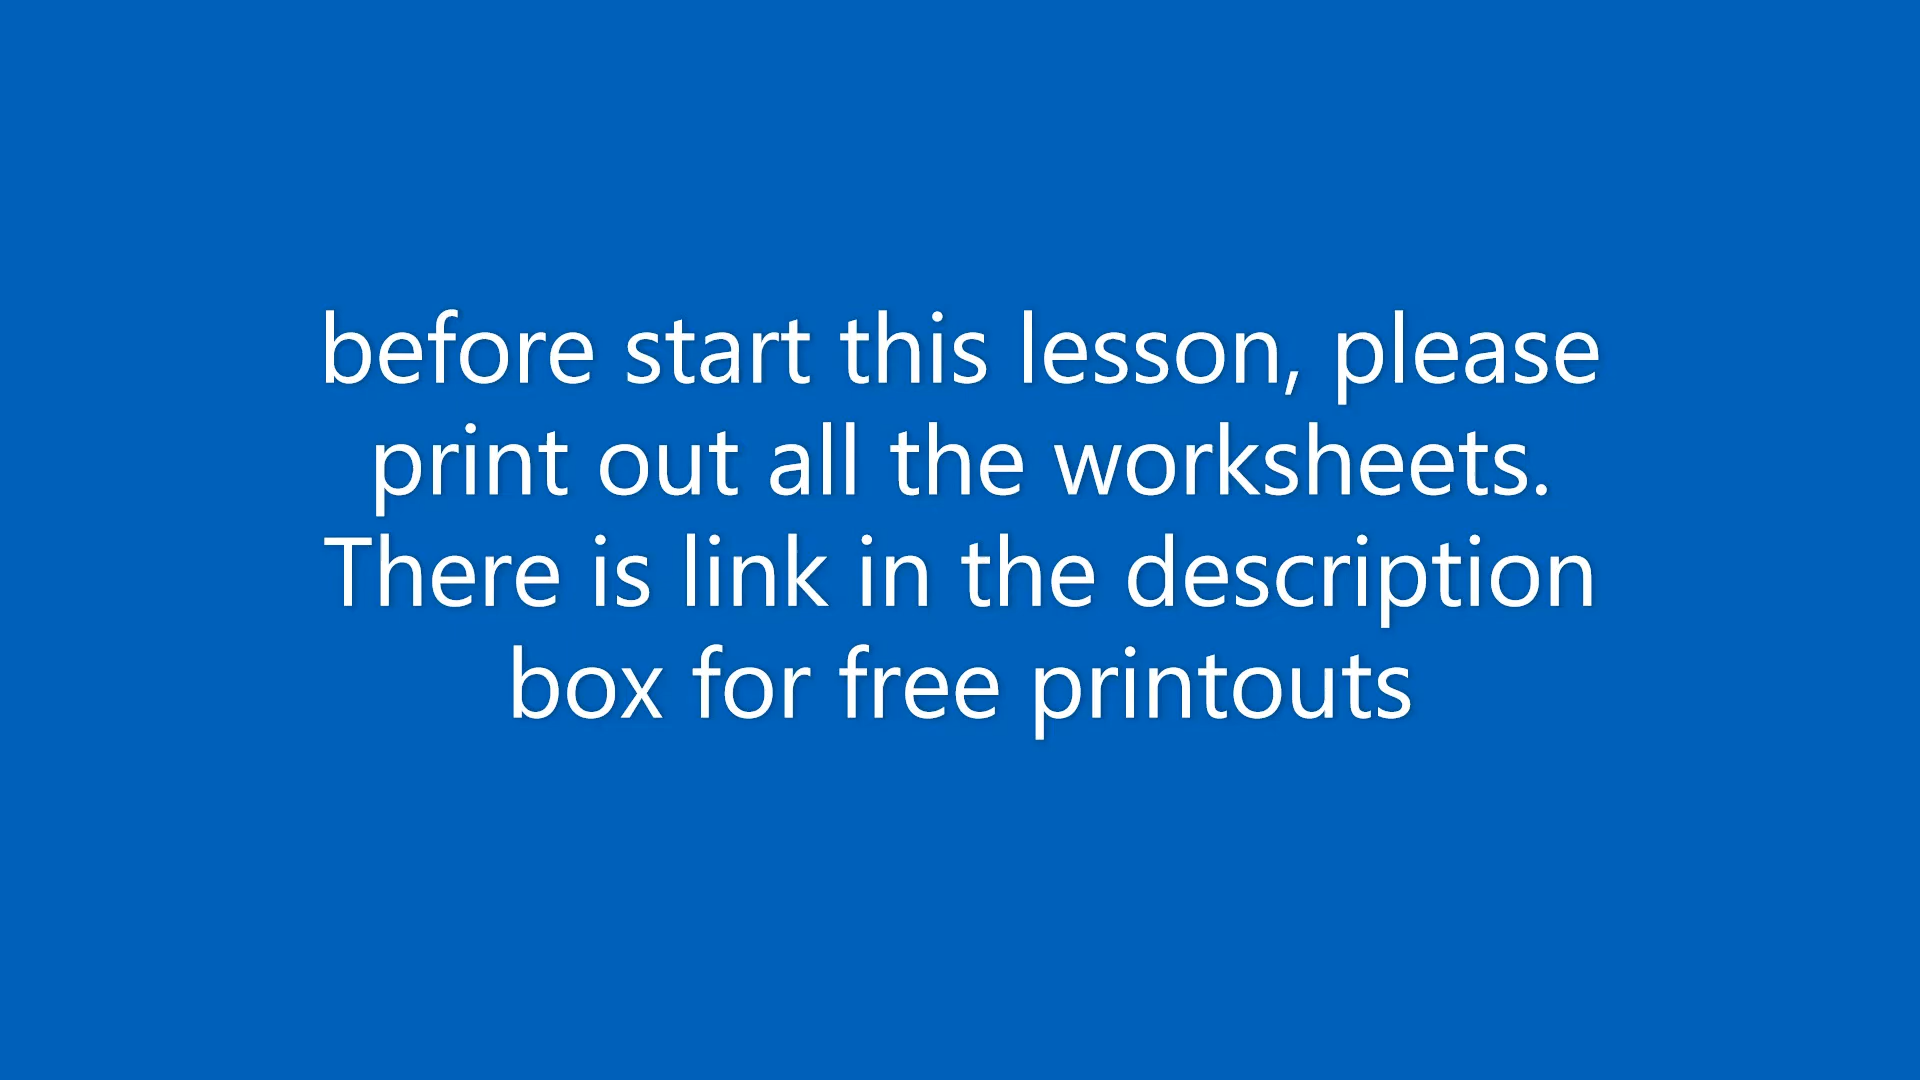 before start this lesson, please
print out all the worksheets.
There is link in the description
box for free printouts